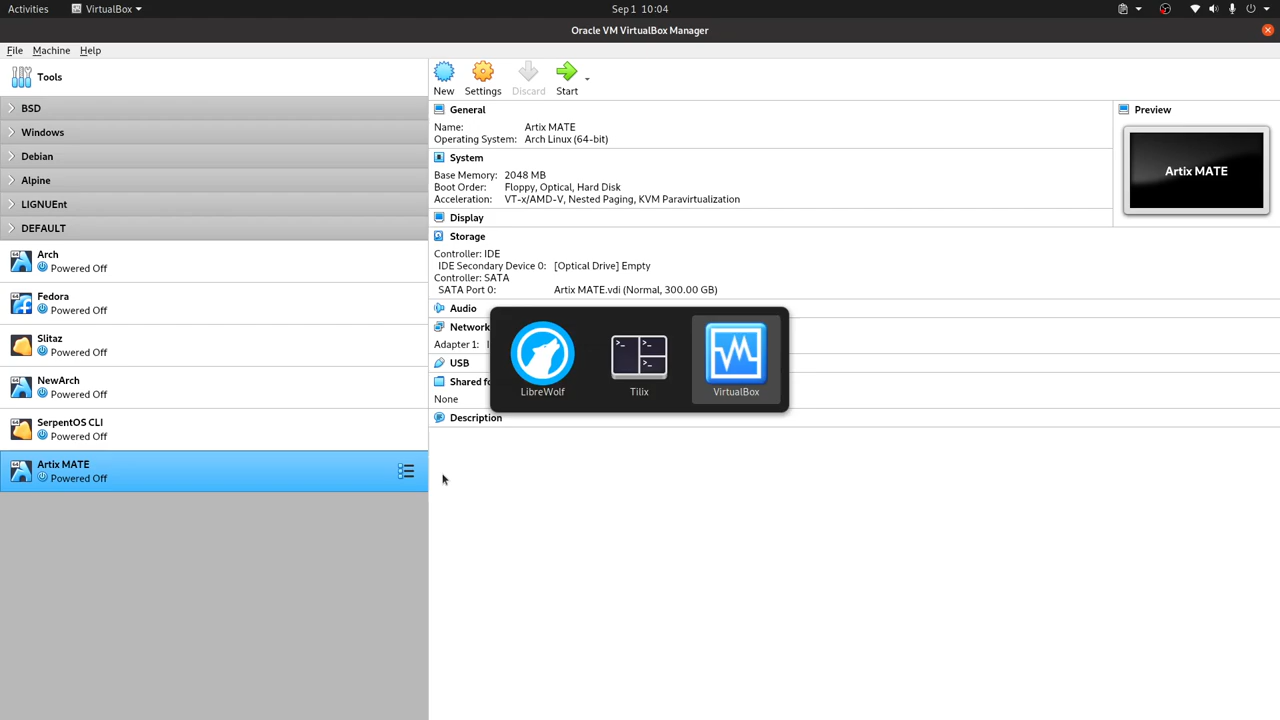 Activities
VirtualBox
Sep 1 10:04
Oracle VM VirtualBox Manager
File Machine Help
Tools
BSD
Windows
Debian
Alpine
LIGNUEnt
DEFAULT
Arch
Powered Off
Fedora
Powered Off
Slitaz
Powered Off
NewArch
Powered Off
SerpentOS CLI
Powered Off
Artix MATE
Powered Off
New Settings Discard Start
General
Name: Artix MATE
Operating System: Arch Linux (64-bit)
System
Base Memory: 2048 MB
Boot Order: Floppy, Optical, Hard Disk
Acceleration: VT-x/AMD-V, Nested Paging, KVM Paravirtualization
Display
Storage
Controller: IDE
IDE Secondary Device 0: [Optical Drive] Empty
Controller: SATA
SATA Port 0: Artix MATE.vdi (Normal, 300.00 GB)
Audio
Network
Adapter 1:
USB
Shared fo
None
Description
Preview
Artix MATE
LibreWolf
Tilix
VirtualBox